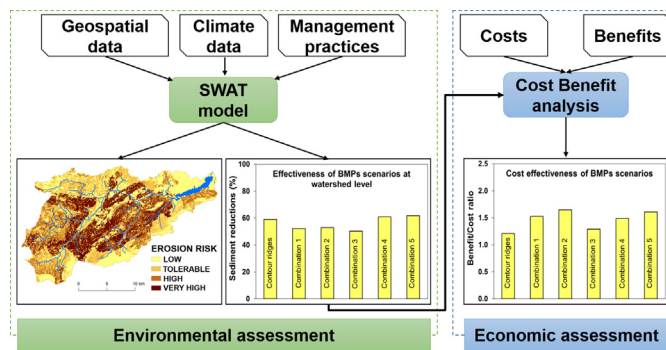 Geospatial
data
Climate
data
Management
practices
SWAT
model
EROSION RISK
LOW
TOLERABLE
HIGH
VERY HIGH
0 5 10 km
Effectiveness of BMPs scenarios at
watershed level
Sediment reductions (%)
100
80
60
40
20
0
Contour ridges
Combination 1
Combination 2
Combination 3
Combination 4
Combination 5
Environmental assessment
Costs
Benefits
Cost Benefit
analysis
Cost effectiveness of BMPs scenarios
Benefit/Cost ratio
2.5
2.0
1.5
1.0
0.5
0.0
Contour ridges
Combination 1
Combination 2
Combination 3
Combination 4
Combination 5
Economic assessment